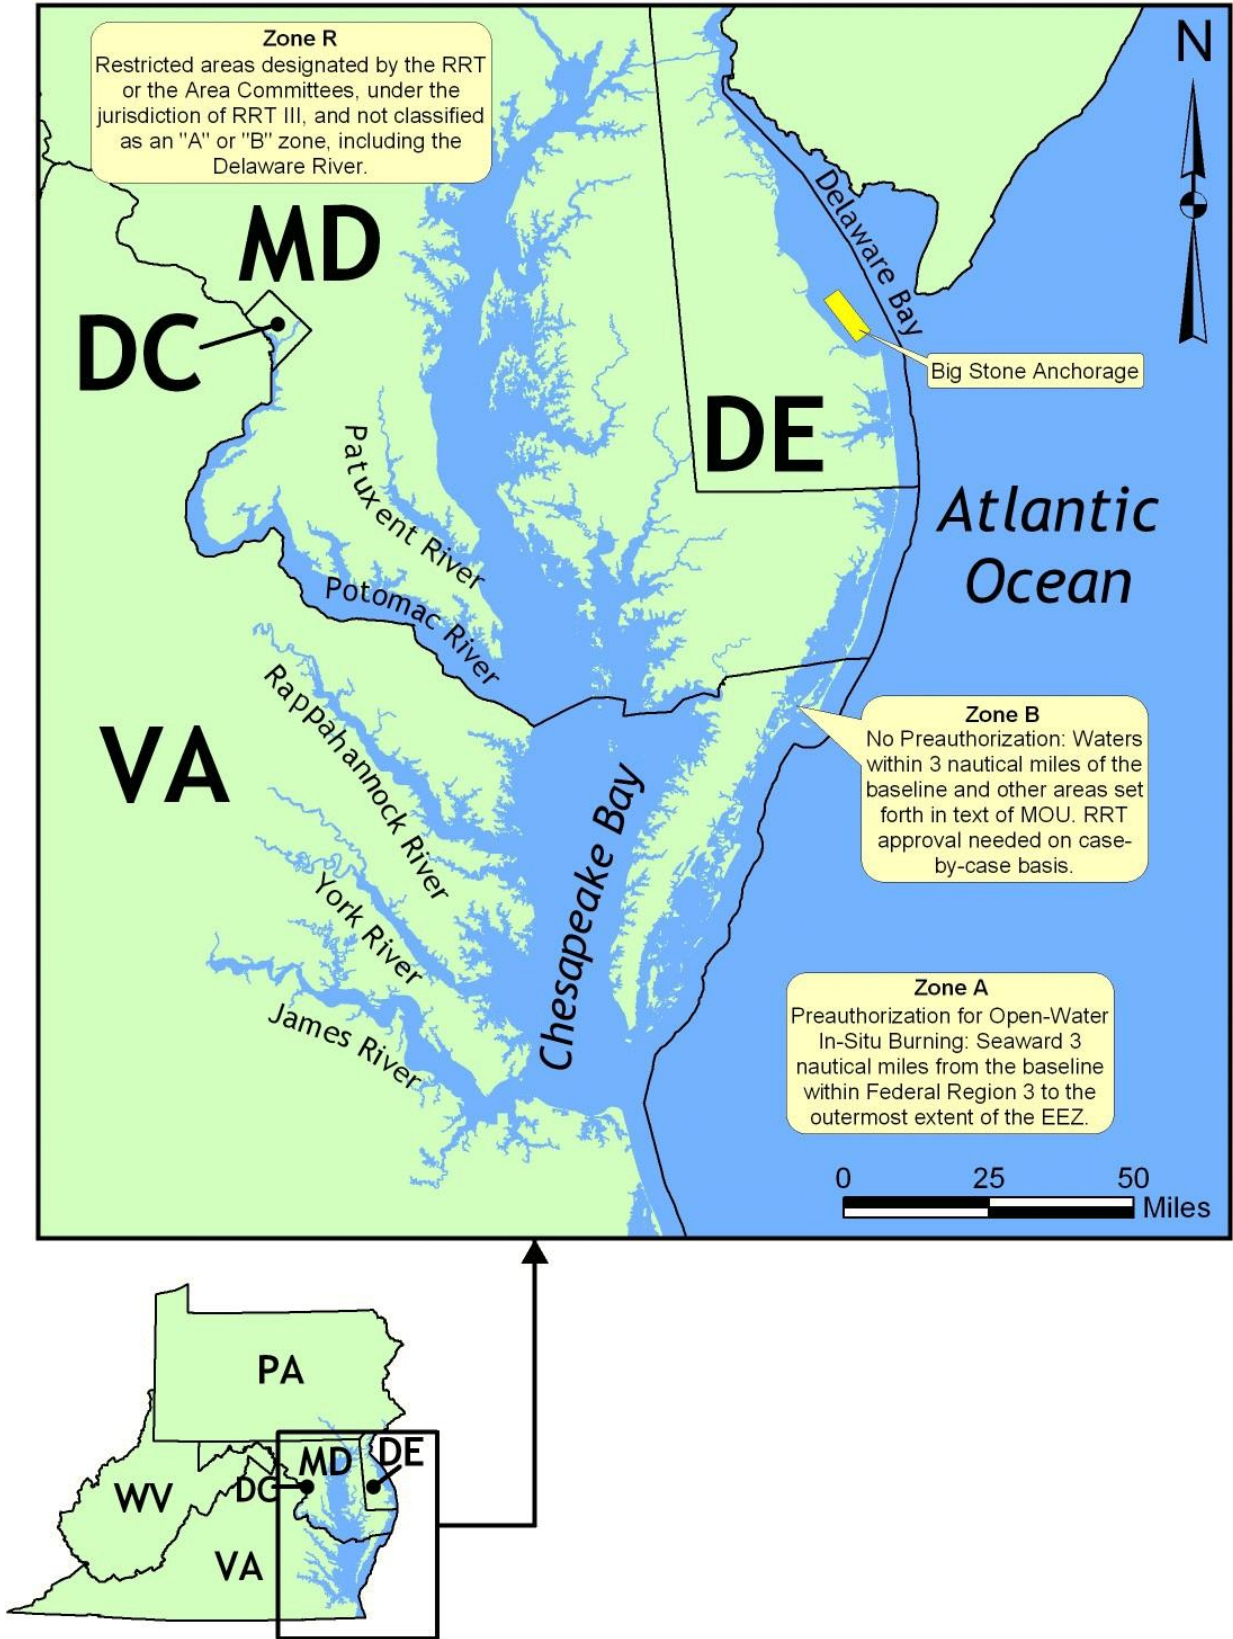 Zone R
Restricted areas designated by the RRT
or the Area Committees, under the
jurisdiction of RRT III, and not classified
as an "A" or "B" zone, including the
Delaware River.
N
MD
DC
Delaware Bay
Big Stone Anchorage
DE
Patuxent River
Atlantic
Ocean
Potomac River
Rappahannock River
VA
Zone B
No Preauthorization: Waters
within 3 nautical miles of the
baseline and other areas set
forth in text of MOU. RRT
approval needed on case-
by-case basis.
Chesapeake Bay
York River
James River
Zone A
Preauthorization for Open-Water
In-Situ Burning: Seaward 3
nautical miles from the baseline
within Federal Region 3 to the
outermost extent of the EEZ.
0 25 50
Miles
PA
MD
DE
DC
WV
VA